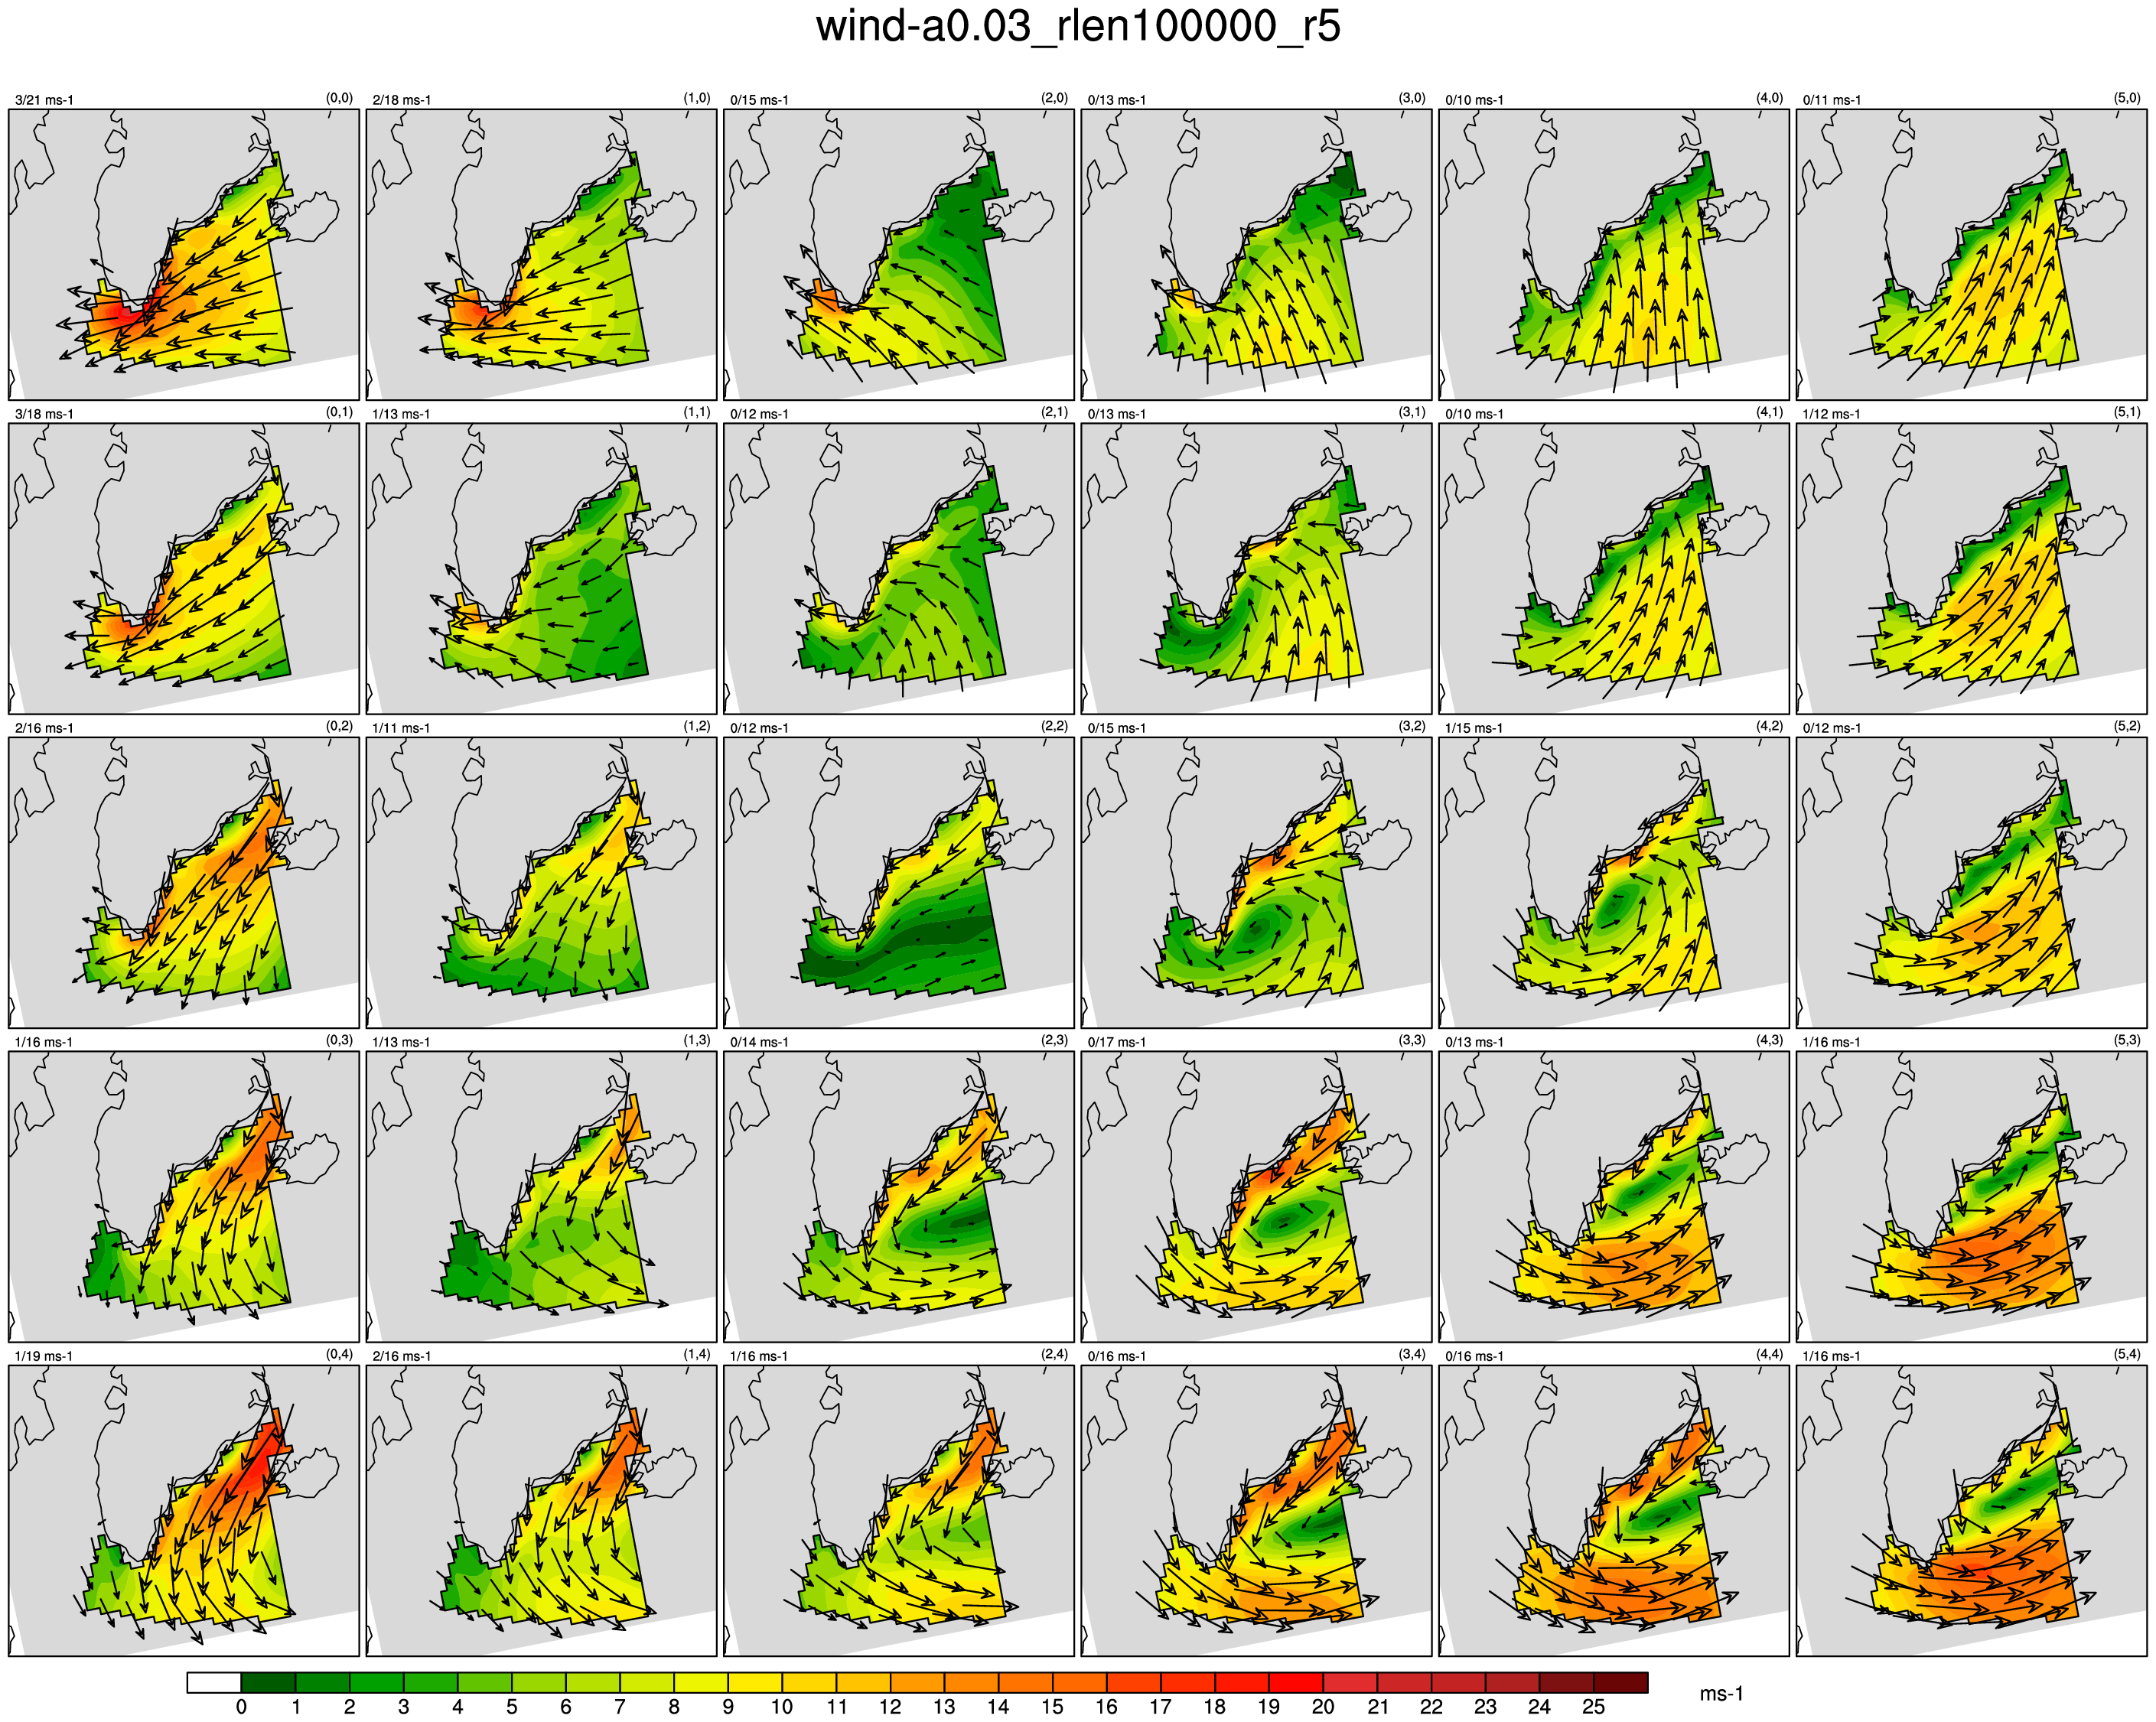 wind-a0.03_rlen100000_r5
3/21 ms-1 (0,0) 2/18 ms-1 (1,0) 0/15 ms-1 (2,0) 0/13 ms-1 (3,0) 0/10 ms-1 (4,0) 0/11 ms-1 (5,0)
3/18 ms-1 (0,1) 1/13 ms-1 (1,1) 0/12 ms-1 (2,1) 0/13 ms-1 (3,1) 0/10 ms-1 (4,1) 1/12 ms-1 (5,1)
2/16 ms-1 (0,2) 1/11 ms-1 (1,2) 0/12 ms-1 (2,2) 0/15 ms-1 (3,2) 1/15 ms-1 (4,2) 0/12 ms-1 (5,2)
1/16 ms-1 (0,3) 1/13 ms-1 (1,3) 0/14 ms-1 (2,3) 0/17 ms-1 (3,3) 0/13 ms-1 (4,3) 1/16 ms-1 (5,3)
1/19 ms-1 (0,4) 2/16 ms-1 (1,4) 1/16 ms-1 (2,4) 0/16 ms-1 (3,4) 0/16 ms-1 (4,4) 1/16 ms-1 (5,4)
0 1 2 3 4 5 6 7 8 9 10 11 12 13 14 15 16 17 18 19 20 21 22 23 24 25 ms-1